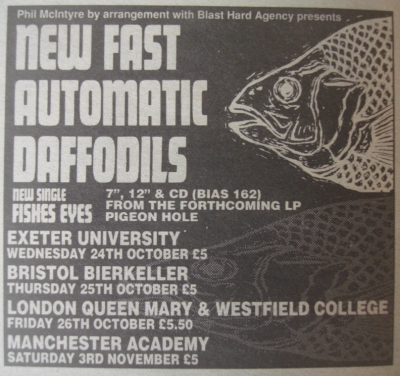 Phil McIntyre by arrangement with Blast Hard Agency presents
NEW FAST
AUTOMATIC
DAFFODILS
NEW SINGLE
FISHES EYES
7", 12" & CD (BIAS 162)
FROM THE FORTHCOMING LP
PIGEON HOLE
EXETER UNIVERSITY
WEDNESDAY 24TH OCTOBER £5
BRISTOL BIERKELLER
THURSDAY 25TH OCTOBER £5
LONDON QUEEN MARY & WESTFIELD COLLEGE
FRIDAY 26TH OCTOBER £5.50
MANCHESTER ACADEMY
SATURDAY 3RD NOVEMBER £5